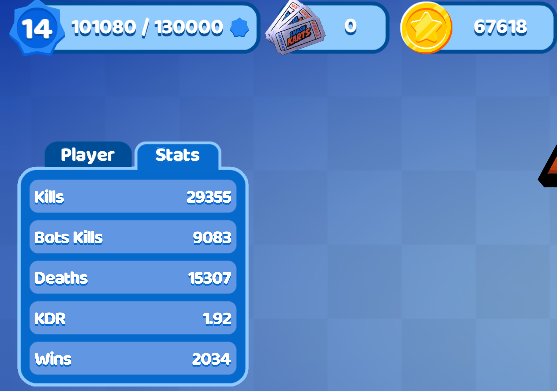 14 101080 / 130000 0 67618
KARTS
Player Stats
Kills 29355
Bots Kills 9083
Deaths 15307
KDR 1.92
Wins 2034